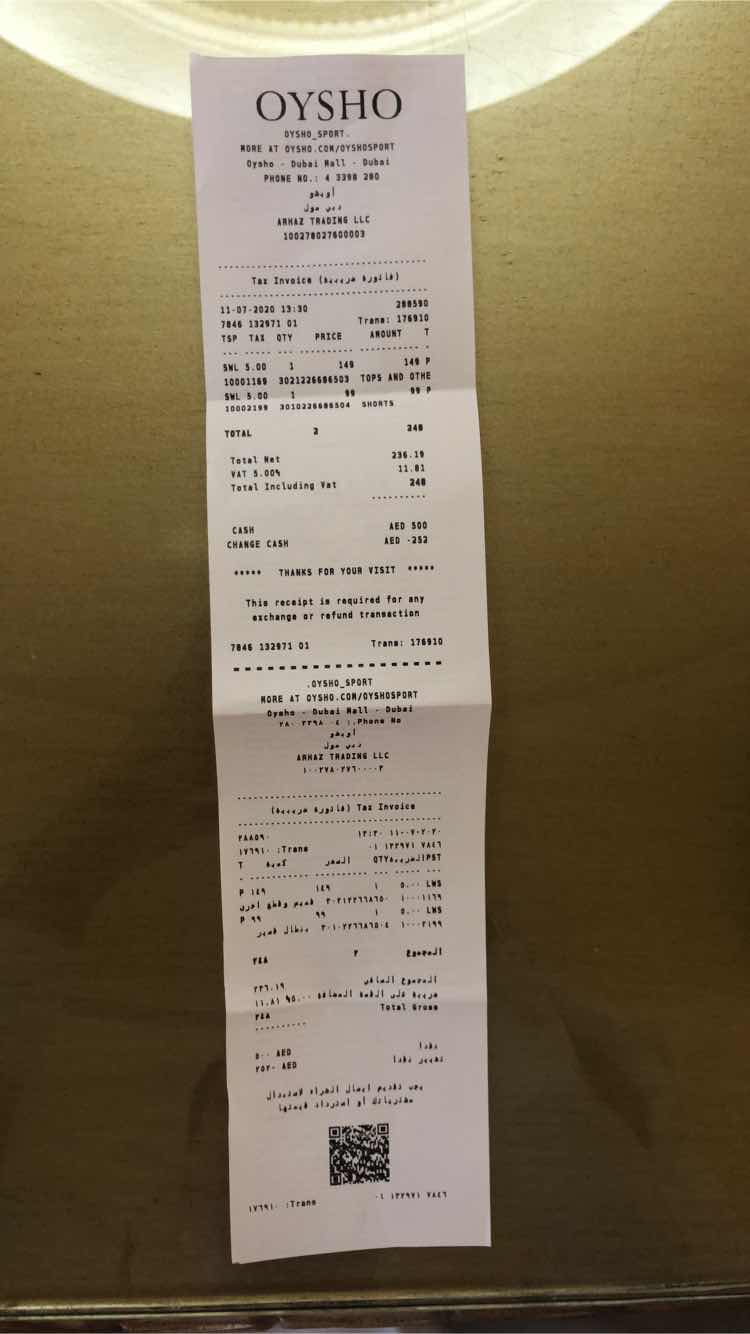 OYSHO
OYSHO_SPORT.
MORE AT OYSHO.COM/OYSHOSPORT
Oysho - Dubai Mall - Dubai
PHONE NO.: 4 3398 280
أويشو
دبي مول
ARHAZ TRADING LLC
100278027600003
Tax Invoice (فاتورة ضريبية)
288590
11-07-2020 13:30
7846 132971 01 Trans: 176910
TSP TAX QTY PRICE AMOUNT T
SWL 5.00 1 149 149 P
10001169 3021226686503 TOPS AND OTHE
SWL 5.00 1 99 99 P
10002199 3010226686504 SHORTS
TOTAL 2 248
Total Net 236.19
VAT 5.00% 11.81
Total Including Vat 248
CASH AED 500
CHANGE CASH AED -252
***** THANKS FOR YOUR VISIT *****
This receipt is required for any
exchange or refund transaction
7846 132971 01 Trans: 176910
.OYSHO_SPORT
MORE AT OYSHO.COM/OYSHOSPORT
Oysho - Dubai Mall - Dubai
٢٨٠ ٣٣٩٨ ٠٤ :.Phone No
أويشو
دبي مول
ARHAZ TRADING LLC
Tax Invoice (فاتورة ضريبية)
٢٨٨٥٩٠ ١٣:٣٠ ١١-٠٧-٢٠٢٠
١٧٦٩١٠ :Trans ٠١ ١٣٢٩٧١ ٧٨٤٦
T كمية السعر QTYالضريبةPST
P ١٤٩ ١٤٩ ١ ٥.٠٠ LWS
قميص وقطع اخرى ١٠٠٠١١٦٩
P ٩٩ ٩٩ ١ ٥.٠٠ LWS
بنطال قصير ٣٠١٠٢٢٦٦٨٦٥٠٤ ١٠٠٠٢١٩٩
٢٤٨ ٢ المجموع
٢٣٦.١٩ المجموع الصافي
١١.٨١ %٥.٠٠ ضريبة على القيمة المضافة
Total Gross
٢٤٨
٥٠٠ AED نقدا
٢٥٢- AED تغيير نقدا
يجب تقديم ايصال الشراء لاستبدال
مشترياتك أو استرداد قيمتها
١٧٦٩١٠ :Trans ٠١ ١٣٢٩٧١ ٧٨٤٦